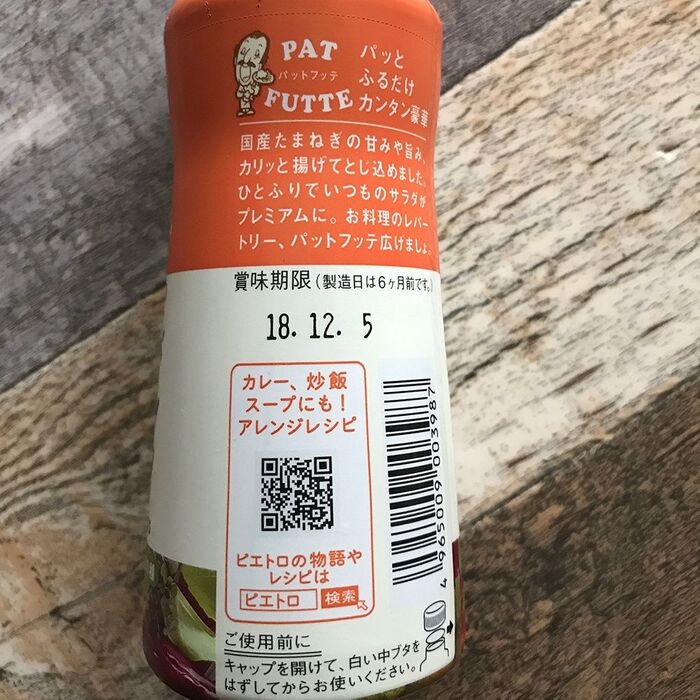 PAT
パットフッテ
FUTTE
パッと
ふるだけ
カンタン豪華
国産たまねぎの甘みや旨み、
カリッと揚げてとじ込めました。
ひとふりでいつものサラダが
プレミアムに。お料理のレパー
トリー、パットフッテ広げましょ。
賞味期限(製造日は6ヶ月前です。)
18.12. 5
カレー、炒飯
スープにも!
アレンジレシピ
ピエトロの物語や
レシピは
ピエトロ 検索
4 965009 003987
ご使用前に
キャップを開けて、白い中ブタを
はずしてからお使いください。